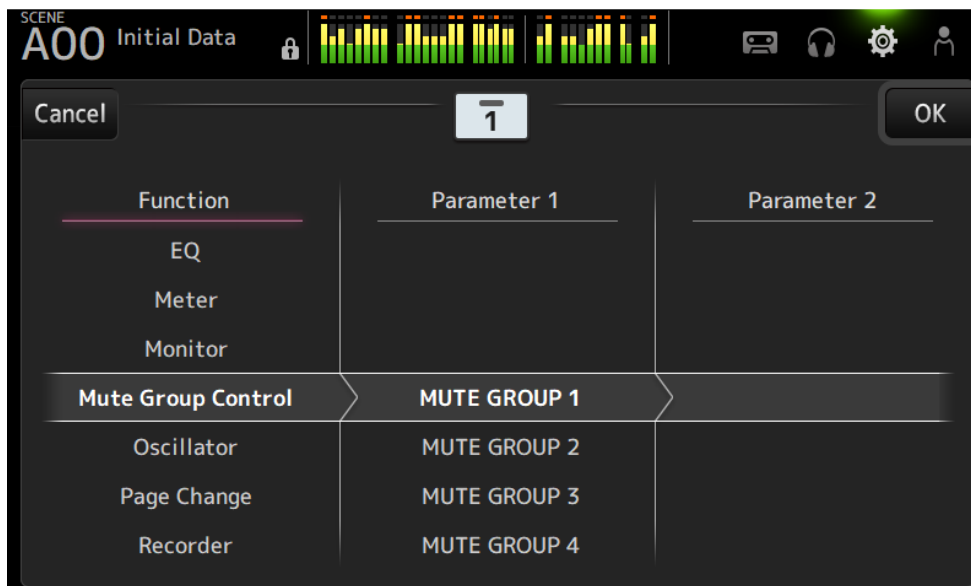 SCENE
A00 Initial Data
Cancel
1
OK
Function Parameter 1 Parameter 2
EQ
Meter
Monitor
Mute Group Control MUTE GROUP 1
Oscillator MUTE GROUP 2
Page Change MUTE GROUP 3
Recorder MUTE GROUP 4